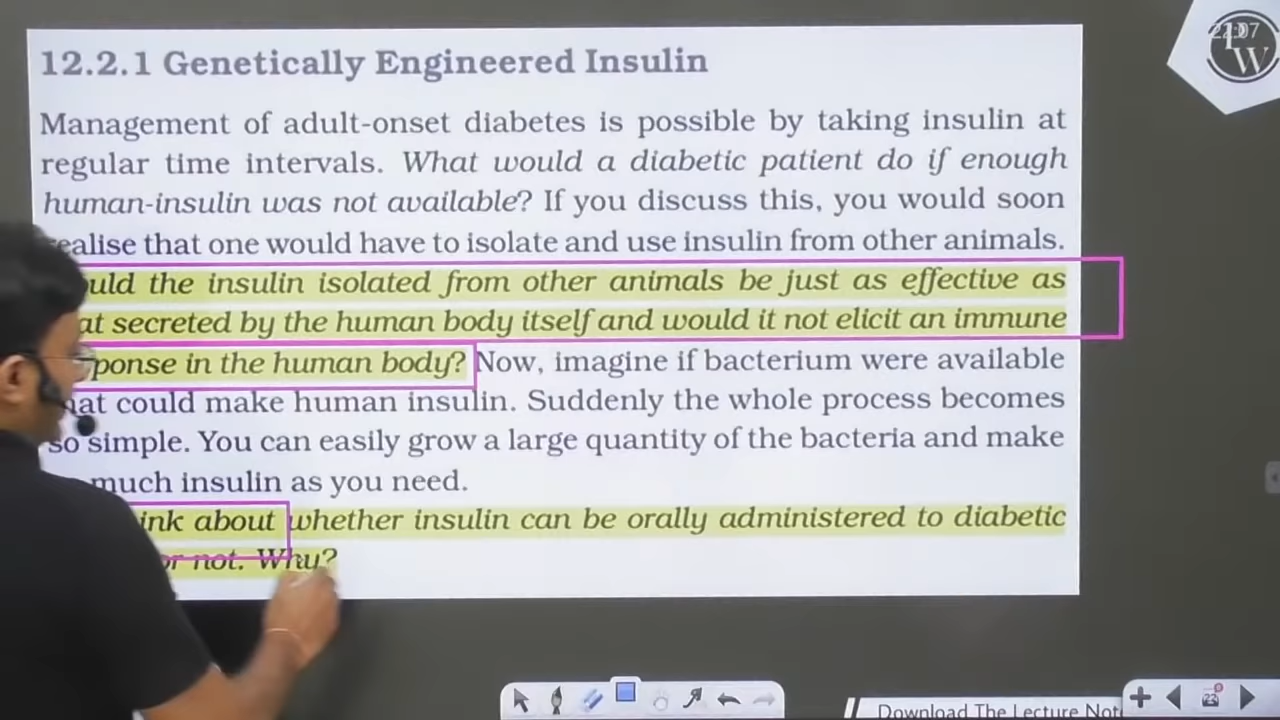 12.2.1 Genetically Engineered Insulin
Management of adult-onset diabetes is possible by taking insulin at
regular time intervals. What would a diabetic patient do if enough
human-insulin was not available? If you discuss this, you would soon
ealise that one would have to isolate and use insulin from other animals.
uld the insulin isolated from other animals be just as effective as
at secreted by the human body itself and would it not elicit an immune
ponse in the human body? Now, imagine if bacterium were available
at could make human insulin. Suddenly the whole process becomes
so simple. You can easily grow a large quantity of the bacteria and make
much insulin as you need.
ink about whether insulin can be orally administered to diabetic
or not. Why?
W
Download The Lecture Not